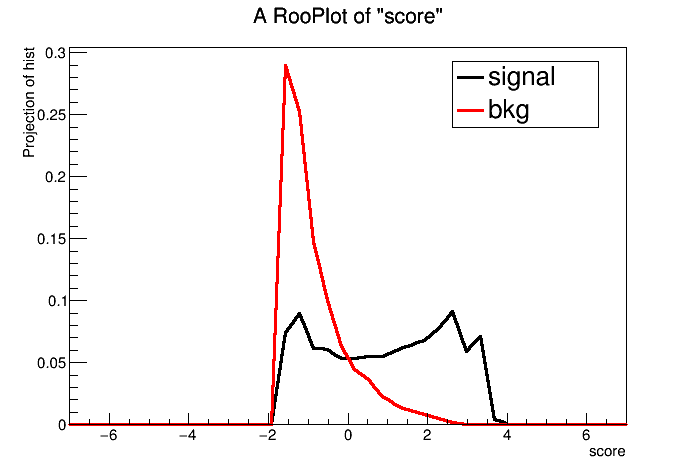 A RooPlot of "score"
Projection of hist
0.3
0.25
0.2
0.15
0.1
0.05
0
signal
bkg
−6 −4 −2 0 2 4 6
score